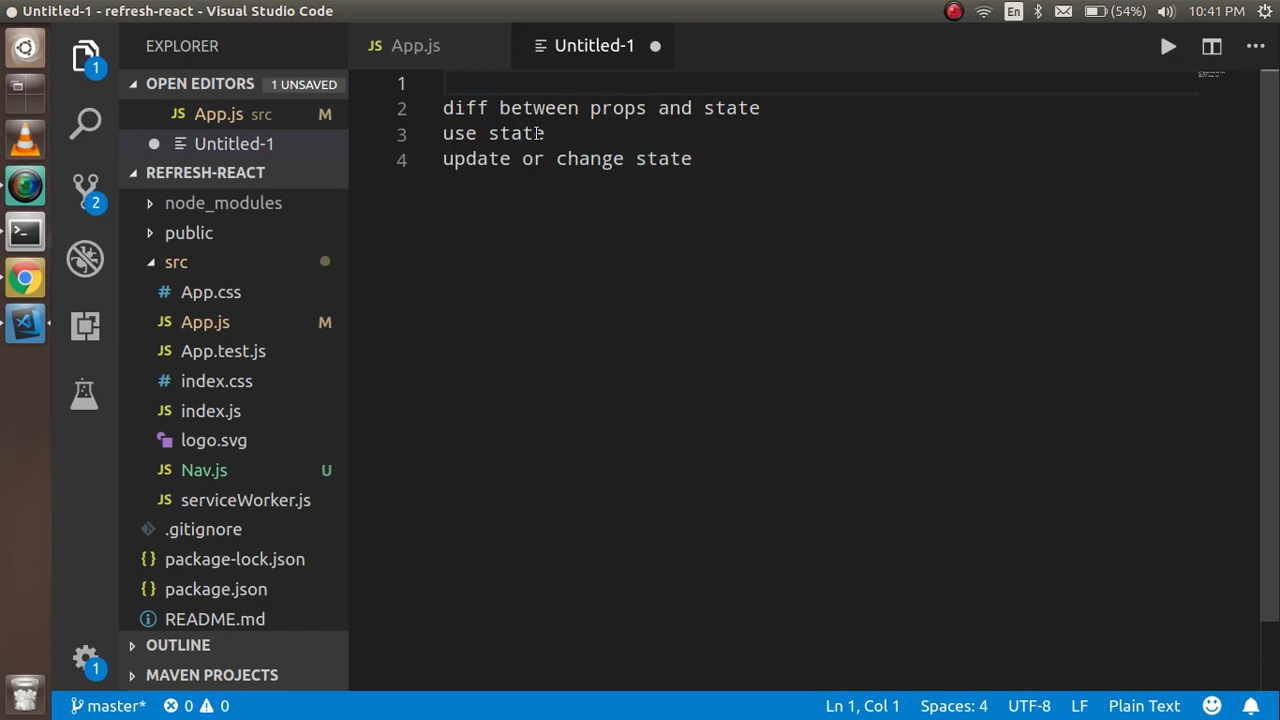 Untitled-1 - refresh-react - Visual Studio Code
En
(54%)
10:41 PM
EXPLORER
JS App.js
Untitled-1
1
OPEN EDITORS 1 UNSAVED
JS App.js src M
Untitled-1
REFRESH-REACT
node_modules
public
2
src
# App.css
JS App.js M
JS App.test.js
# index.css
JS index.js
logo.svg
JS Nav.js U
JS serviceWorker.js
.gitignore
{ } package-lock.json
{ } package.json
README.md
OUTLINE
MAVEN PROJECTS
1
1
2 diff between props and state
3 use state
4 update or change state
master* 0 0
Ln 1, Col 1 Spaces: 4 UTF-8 LF Plain Text